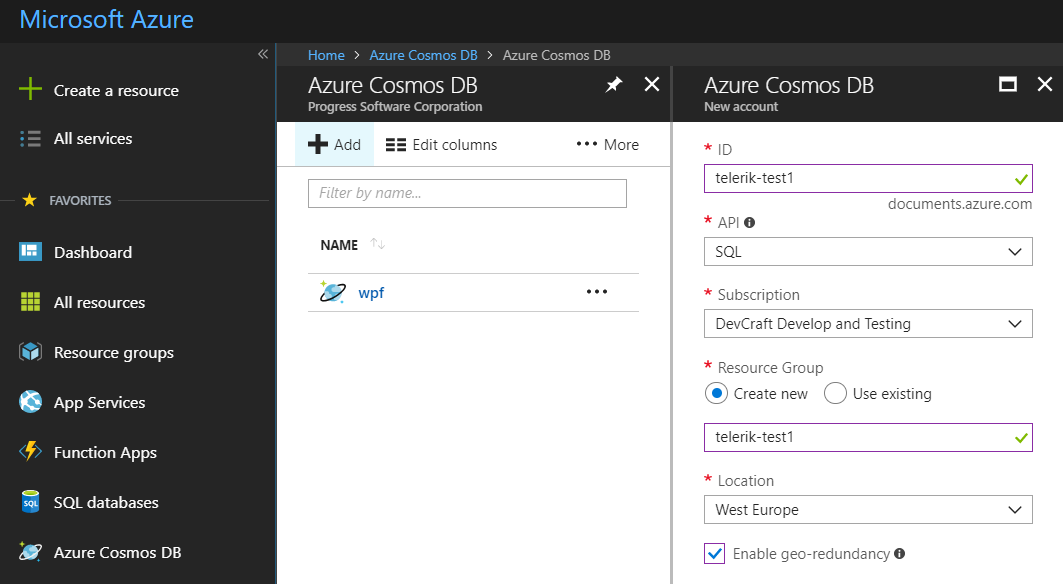 Microsoft Azure
Create a resource
All services
FAVORITES
Dashboard
All resources
Resource groups
App Services
Function Apps
SQL databases
SQL
Azure Cosmos DB
Home > Azure Cosmos DB > Azure Cosmos DB
Azure Cosmos DB
Progress Software Corporation
Add
Edit columns
More
Filter by name...
NAME
wpf
Azure Cosmos DB
New account
* ID
telerik-test1
documents.azure.com
* API
SQL
* Subscription
DevCraft Develop and Testing
* Resource Group
Create new Use existing
telerik-test1
* Location
West Europe
Enable geo-redundancy